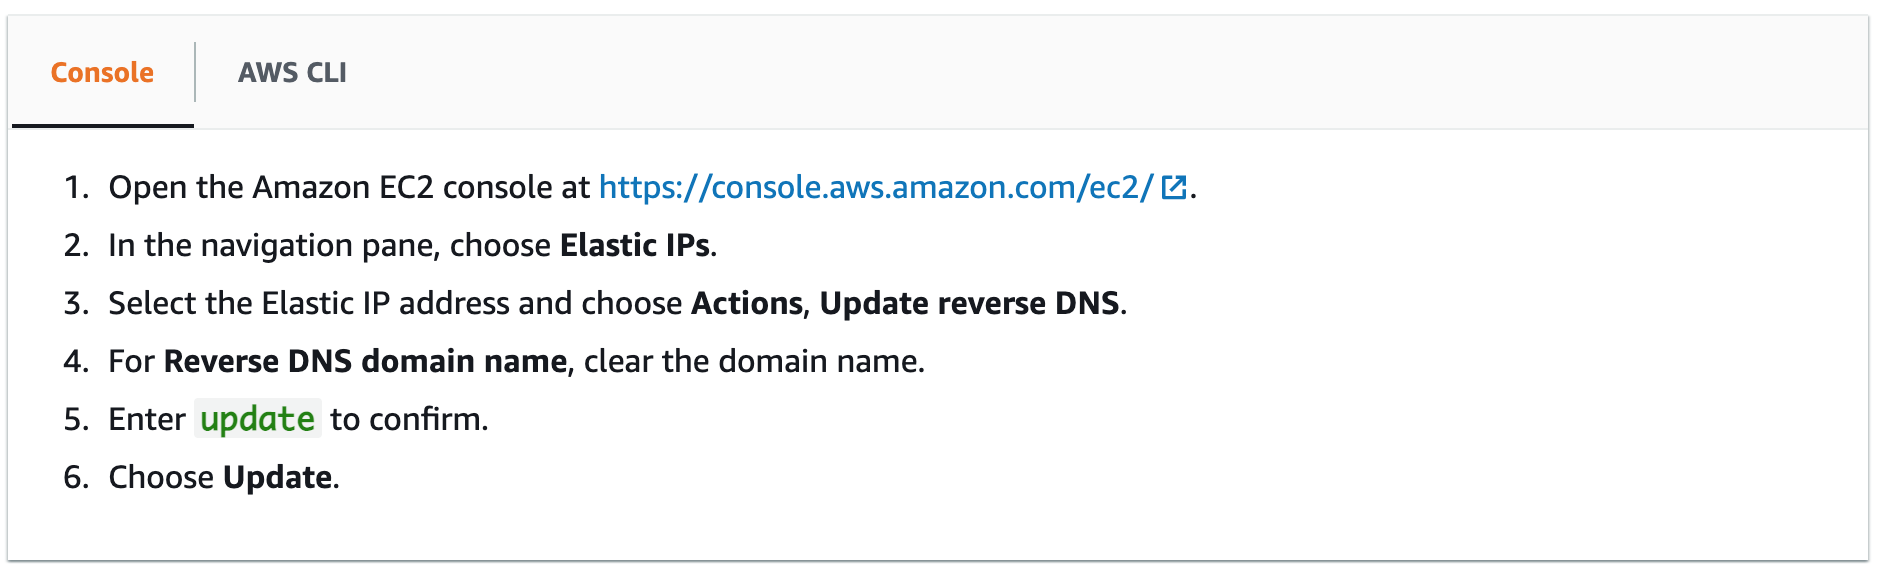 Console
AWS CLI
1. Open the Amazon EC2 console at https://console.aws.amazon.com/ec2/.
2. In the navigation pane, choose Elastic IPs.
3. Select the Elastic IP address and choose Actions, Update reverse DNS.
4. For Reverse DNS domain name, clear the domain name.
5. Enter update to confirm.
6. Choose Update.